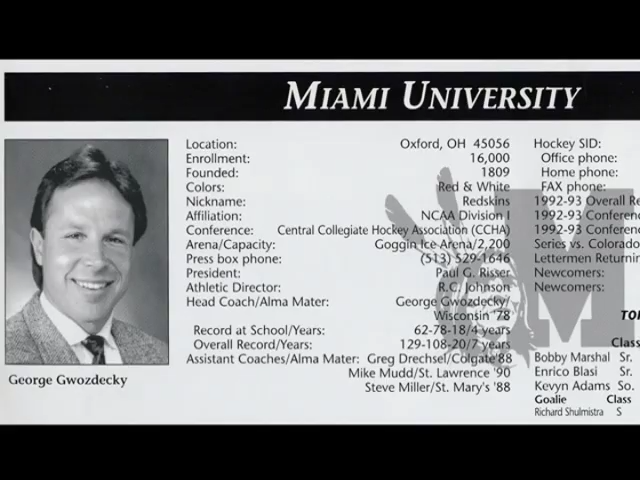 MIAMI UNIVERSITY
Location: Oxford, OH 45056
Enrollment: 16,000
Founded: 1809
Colors: Red & White
Nickname: Redskins
Affiliation: NCAA Division I
Conference: Central Collegiate Hockey Association (CCHA)
Arena/Capacity: Goggin Ice Arena/2,200
Press box phone: (513) 529-1646
President: Paul G. Risser
Athletic Director: R.C. Johnson
Head Coach/Alma Mater: George Gwozdecky/
Wisconsin '78
Record at School/Years: 62-78-18/4 years
Overall Record/Years: 129-108-20/7 years
Assistant Coaches/Alma Mater: Greg Drechsel/Colgate'88
Mike Mudd/St. Lawrence '90
Steve Miller/St. Mary's '88
George Gwozdecky
Hockey SID:
Office phone:
Home phone:
FAX phone:
1992-93 Overall Re
1992-93 Conferenc
1992-93 Conferenc
Series vs. Colorado
Lettermen Returnin
Newcomers:
Newcomers:
M
TO
Class
Bobby Marshal Sr.
Enrico Blasi Sr.
Kevyn Adams So.
Goalie Class
Richard Shulmistra S